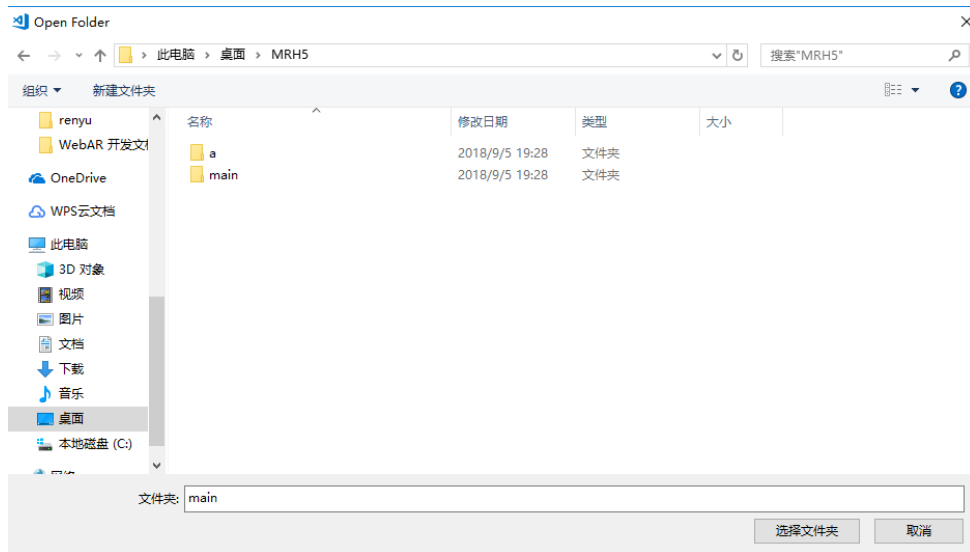 Open Folder
此电脑 › 桌面 › MRH5
搜索"MRH5"
组织
新建文件夹
名称 修改日期 类型 大小
a 2018/9/5 19:28 文件夹
main 2018/9/5 19:28 文件夹
renyu
WebAR 开发文
OneDrive
WPS云文档
此电脑
3D 对象
视频
图片
文档
下载
音乐
桌面
本地磁盘 (C:)
文件夹: main
选择文件夹 取消